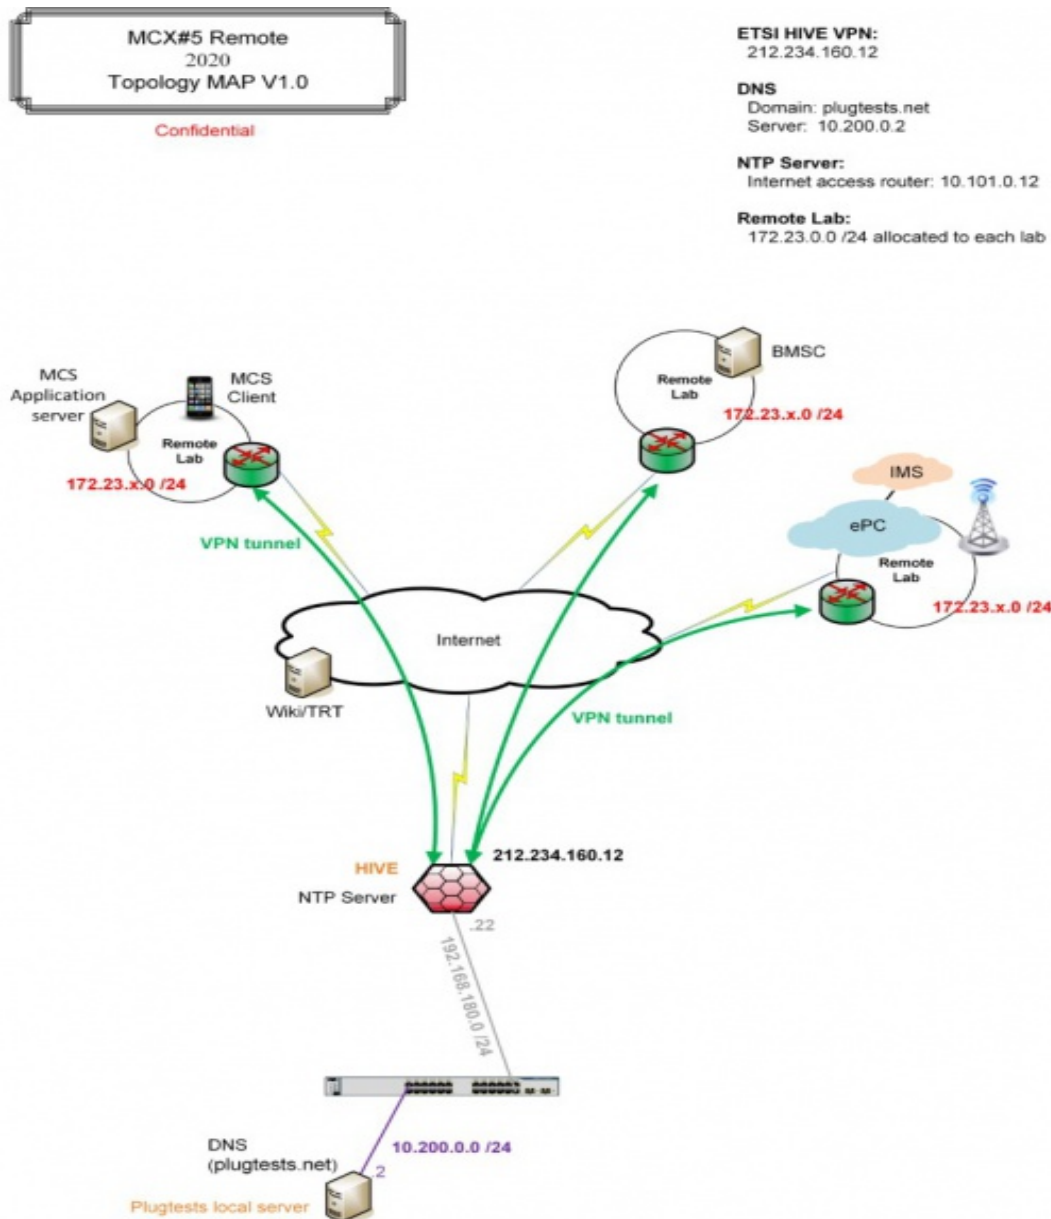 MCX#5 Remote
2020
Topology MAP V1.0
Confidential
ETSI HIVE VPN:
212.234.160.12
DNS
Domain: plugtests.net
Server: 10.200.0.2
NTP Server:
Internet access router: 10.101.0.12
Remote Lab:
172.23.0.0 /24 allocated to each lab
MCS
Application
server
MCS
Client
Remote
Lab
172.23.x.0 /24
BMSC
Remote
Lab
172.23.x.0 /24
IMS
ePC
Remote
Lab
172.23.x.0 /24
VPN tunnel
Internet
Wiki/TRT
VPN tunnel
212.234.160.12
HIVE
NTP Server
.22
192.168.180.0 /24
10.200.0.0 /24
DNS
(plugtests.net)
.2
Plugtests local server